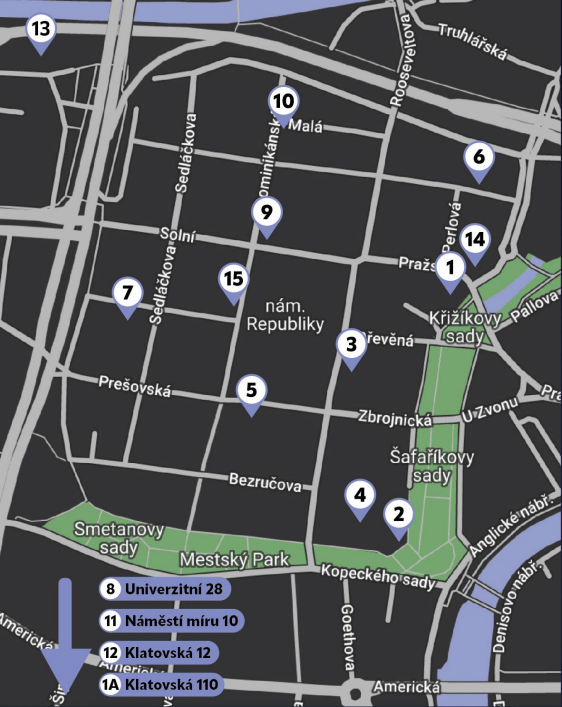 13
Truhlářská
Rooseveltova
10
Malá
Sedláčkova
ominikánsk
6
Perlová
9
14
Solní
Pražs
1
15
7
Sedláčkova
nám.
Republiky
Pallova
Křižíkovy
sady
3
řevěná
Prešovská
5
Zbrojnická
U Zvonu
Pra
Šafaříkovy
sady
Bezručova
4
2
Anglické nábř.
Smetanovy
sady
Mestský Park
Kopeckého sady
Denisovo nábř.
8 Univerzitní 28
Goethova
11 Náměstí míru 10
Americká
12 Klatovská 12
1A Klatovská 110
Americká